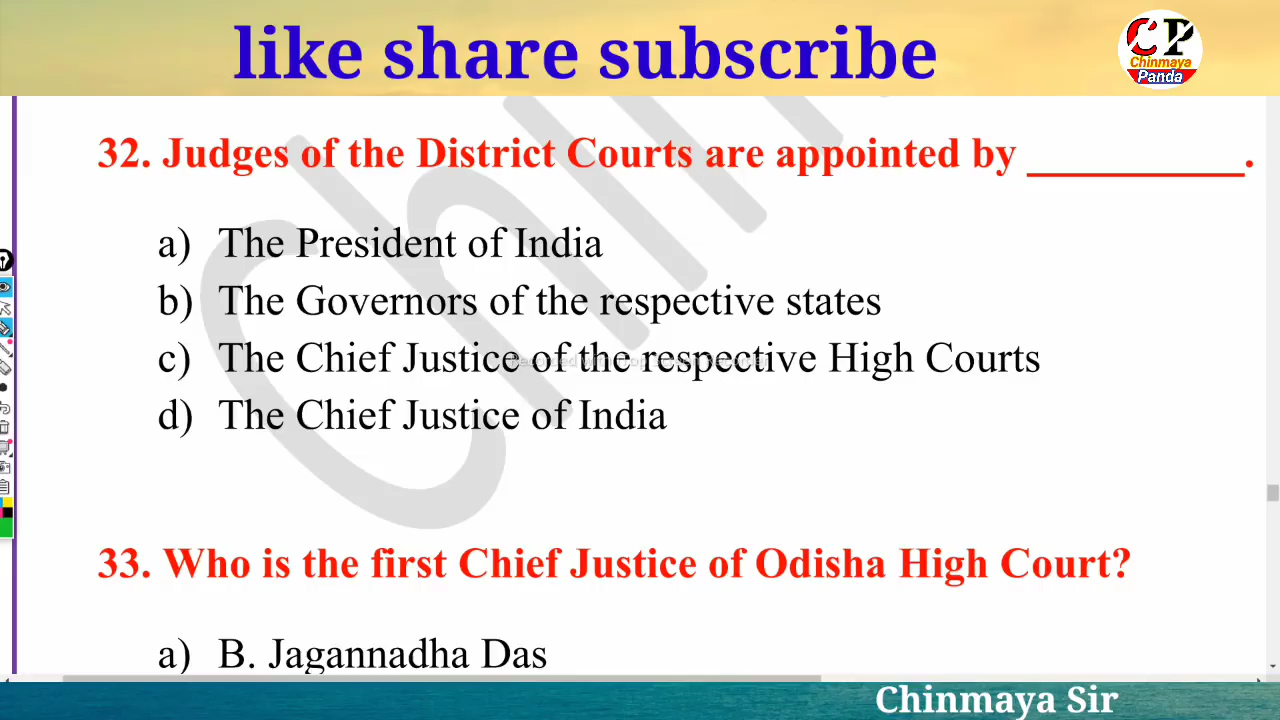 like share subscribe
CP
Chinmaya
Panda
32. Judges of the District Courts are appointed by ___________.
a) The President of India
b) The Governors of the respective states
c) The Chief Justice of the respective High Courts
d) The Chief Justice of India
33. Who is the first Chief Justice of Odisha High Court?
a) B. Jagannadha Das
Chinmaya Sir